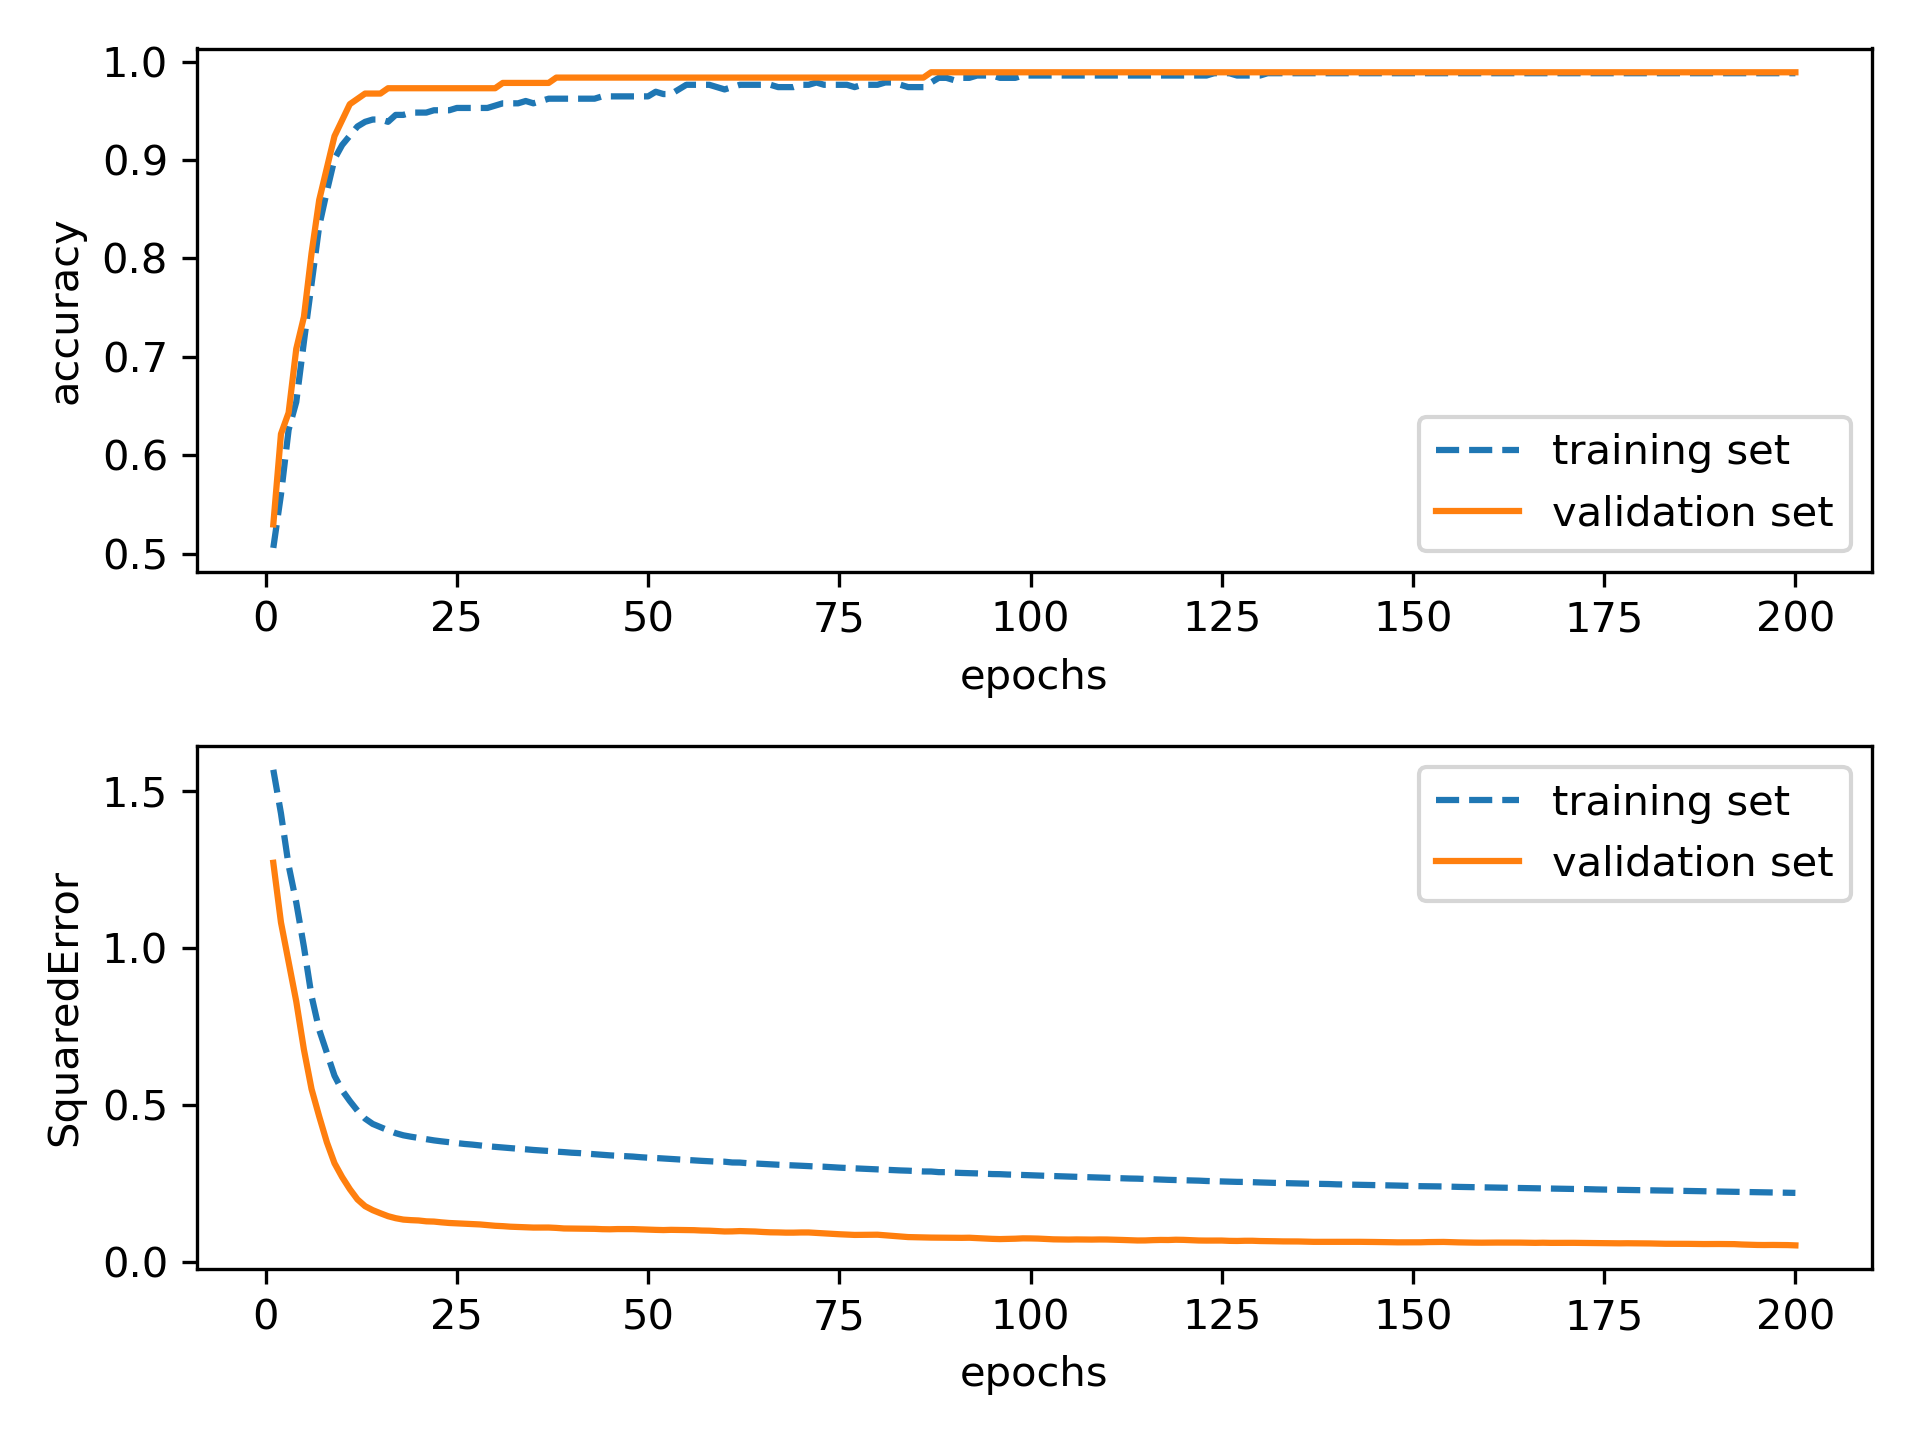 1.0
0.9
0.8
0.7
0.6
0.5
accuracy
training set
validation set
0 25 50 75 100 125 150 175 200
epochs
1.5
1.0
0.5
0.0
SquaredError
training set
validation set
0 25 50 75 100 125 150 175 200
epochs